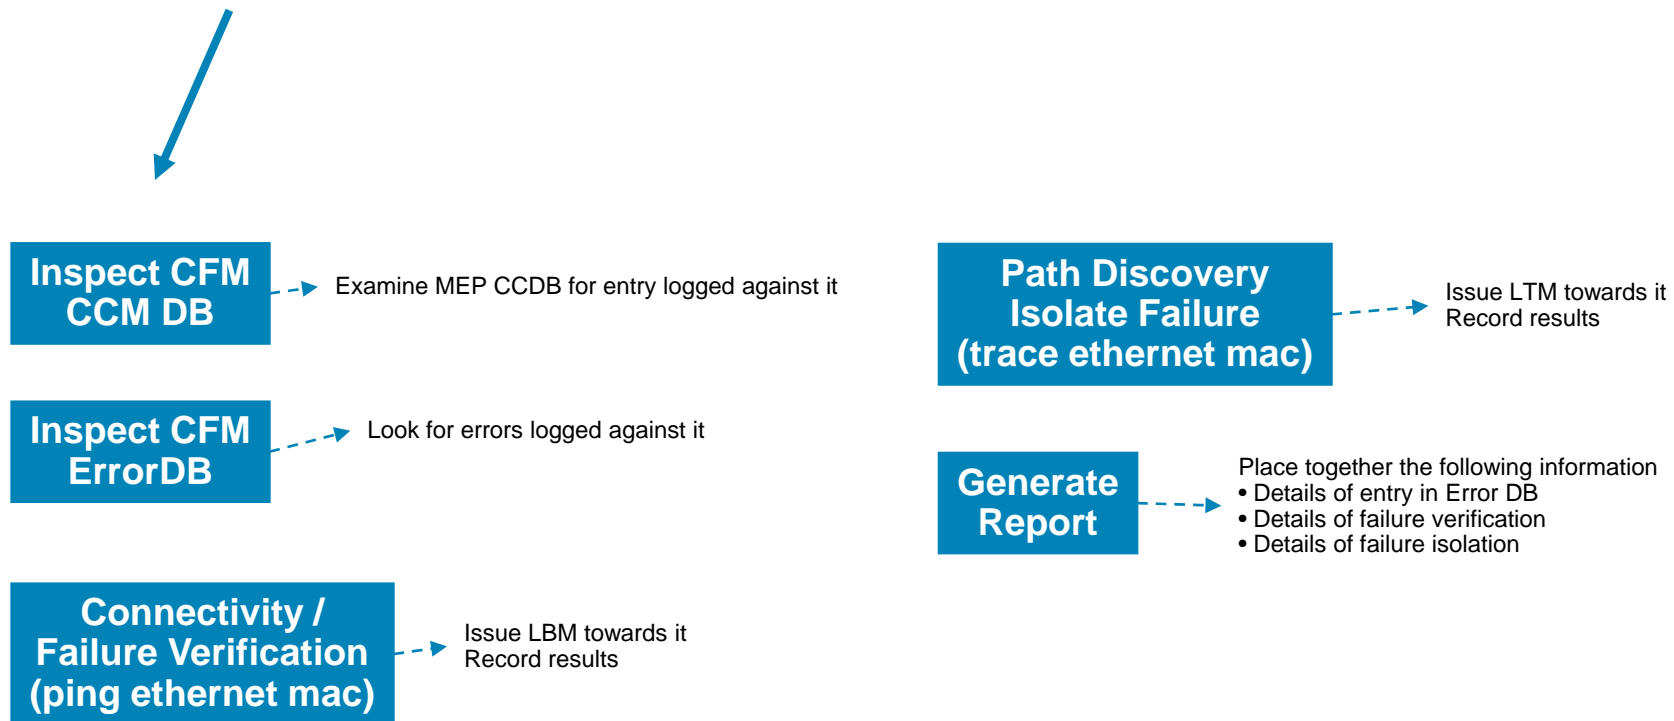 Inspect CFM
CCM DB
Examine MEP CCDB for entry logged against it
Inspect CFM
ErrorDB
Look for errors logged against it
Connectivity /
Failure Verification
(ping ethernet mac)
Issue LBM towards it
Record results
Path Discovery
Isolate Failure
(trace ethernet mac)
Issue LTM towards it
Record results
Generate
Report
Place together the following information
• Details of entry in Error DB
• Details of failure verification
• Details of failure isolation